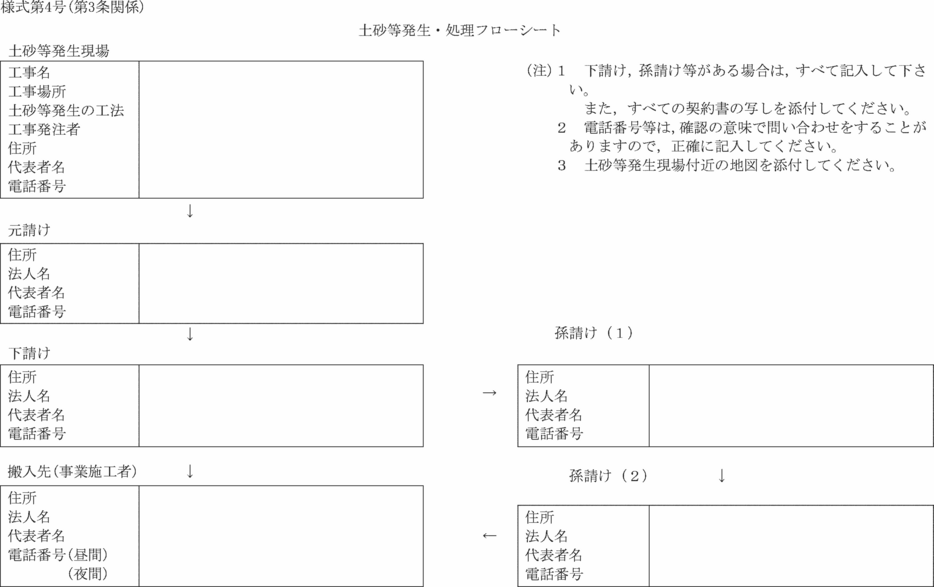 様式第4号(第3条関係)
土砂等発生・処理フローシート
土砂等発生現場
工事名
工事場所
土砂等発生の工法
工事発注者
住所
代表者名
電話番号
(注)1　下請け，孫請け等がある場合は，すべて記入して下さ
い。
また，すべての契約書の写しを添付してください。
2　電話番号等は，確認の意味で問い合わせをすることが
ありますので，正確に記入してください。
3　土砂等発生現場付近の地図を添付してください。
↓
元請け
住所
法人名
代表者名
電話番号
↓
下請け
住所
法人名
代表者名
電話番号
→
孫請け（1）
住所
法人名
代表者名
電話番号
搬入先(事業施工者)　↓
住所
法人名
代表者名
電話番号(昼間)
(夜間)
←
孫請け（2）　↓
住所
法人名
代表者名
電話番号